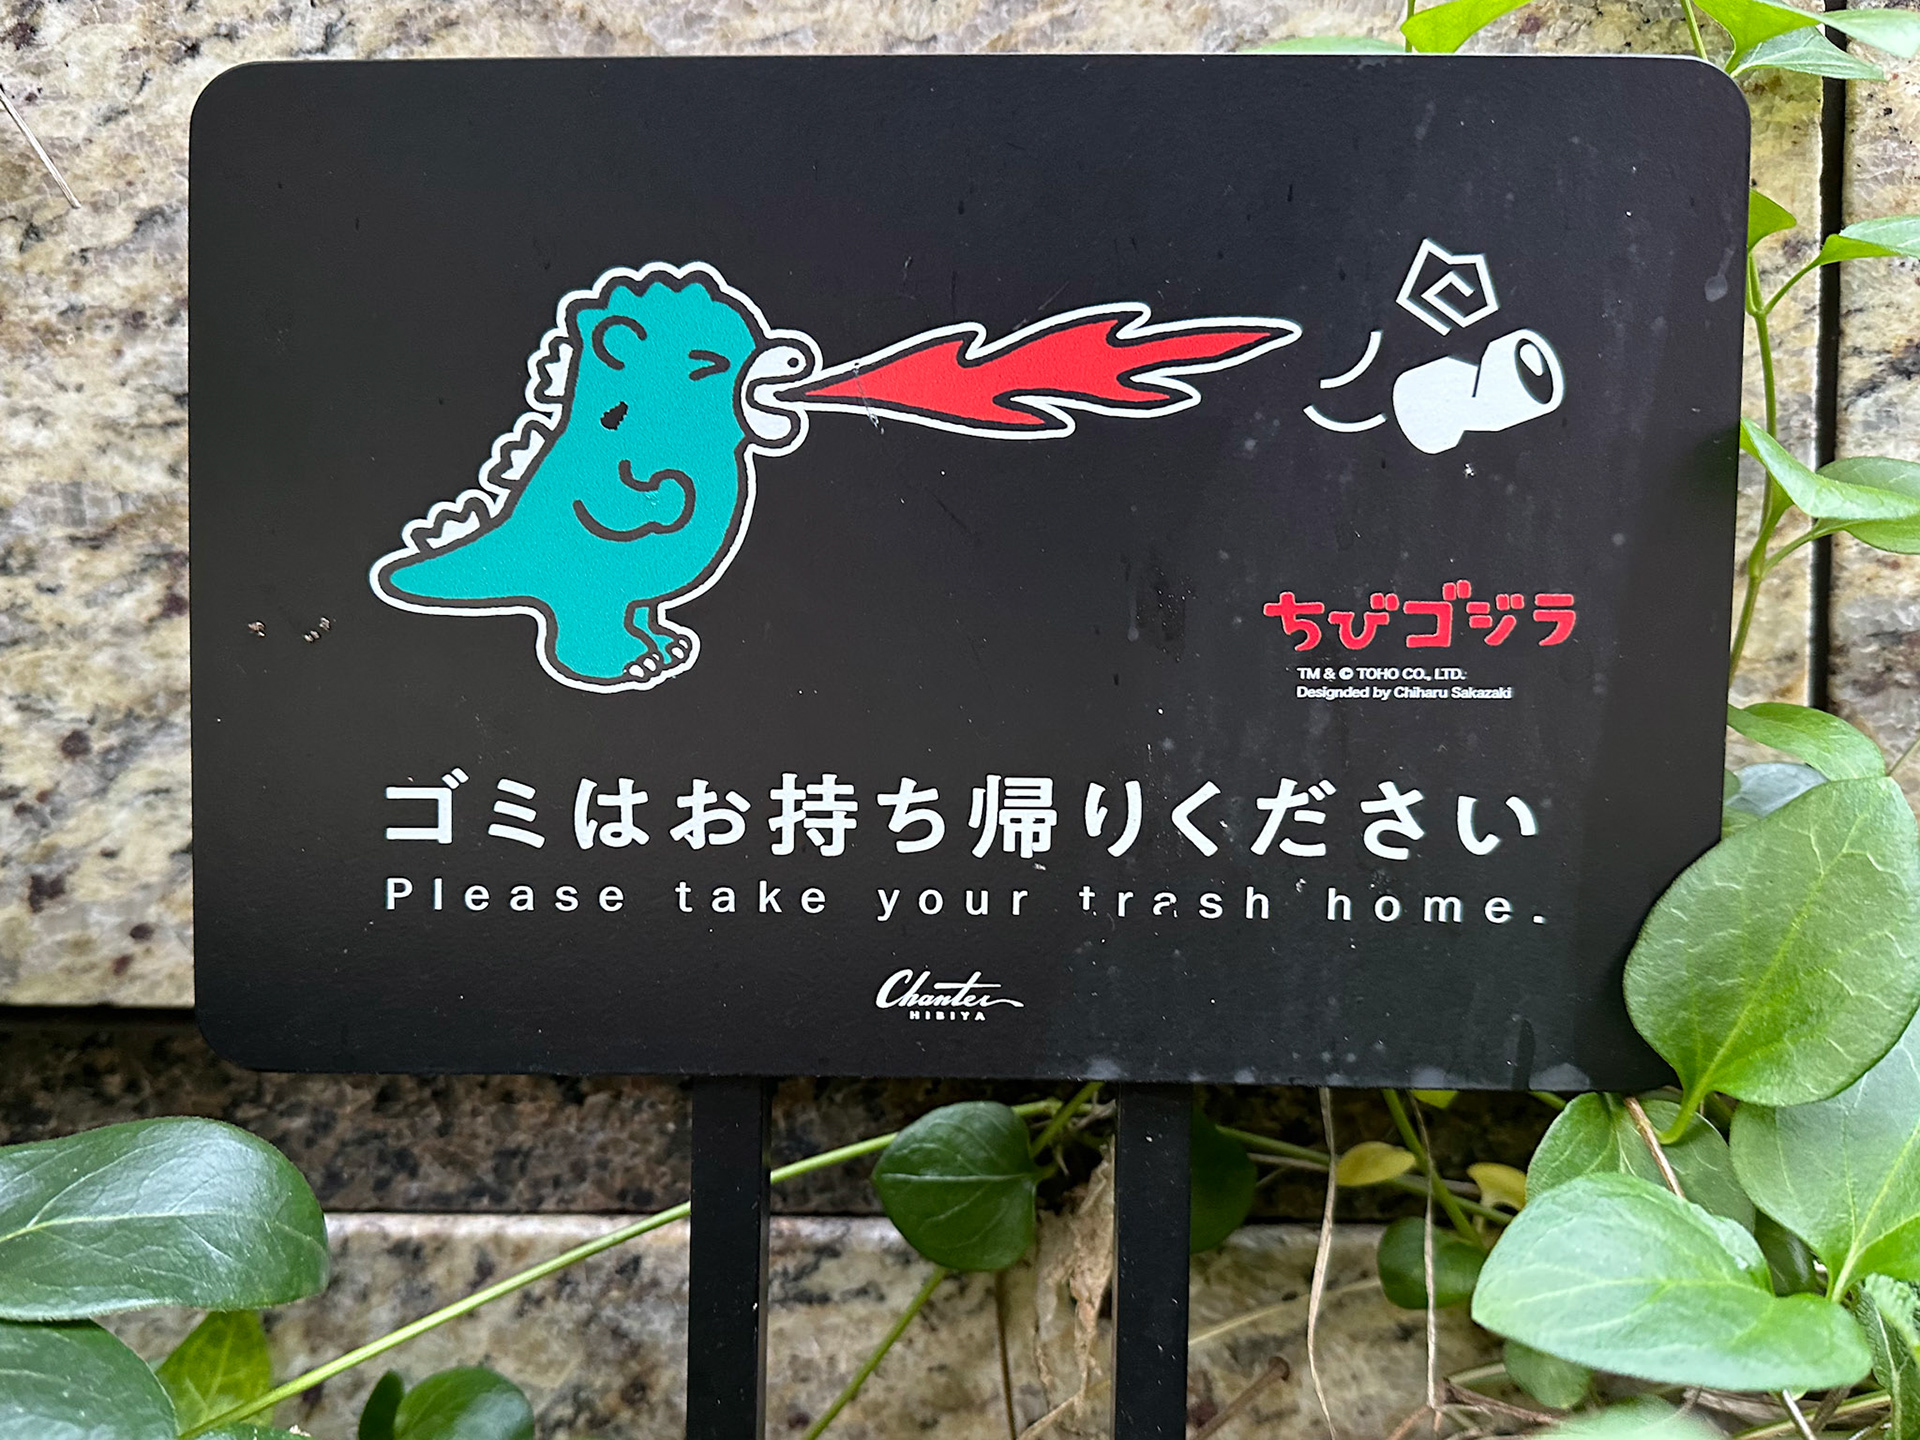 ちびゴジラ
TM & © TOHO CO., LTD.
Designded by Chiharu Sakazaki
ゴミはお持ち帰りください
Please take your trash home.
Chanter
HIBIYA